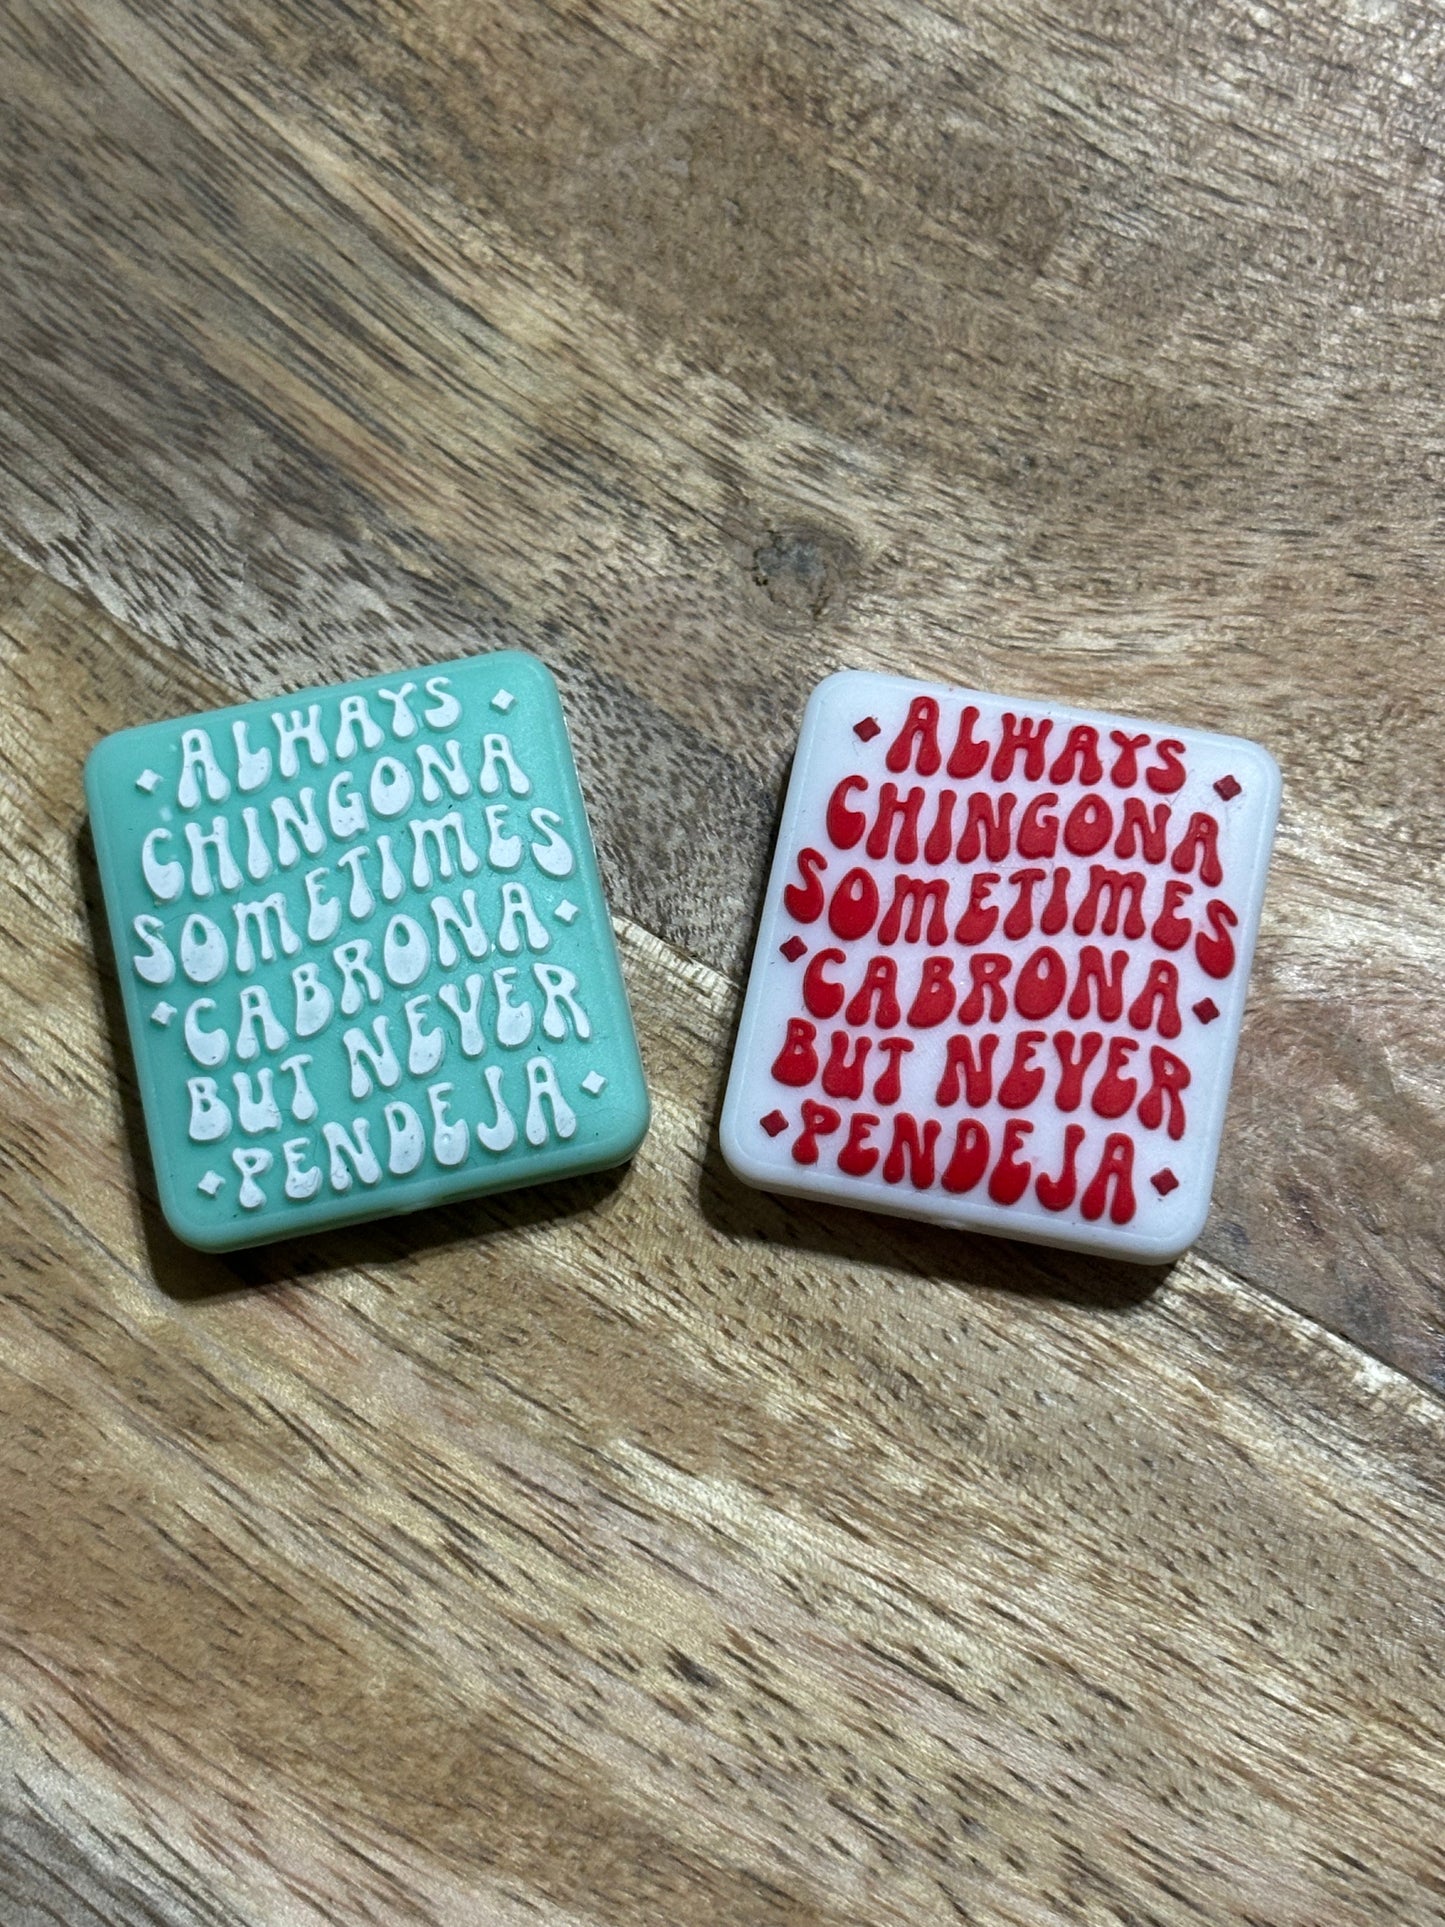 ALWAYS
CHINGONA
SOMETIMES
CABRONA
BUT NEVER
PENDEJA
ALWAYS
CHINGONA
SOMETIMES
CABRONA
BUT NEVER
PENDEJA